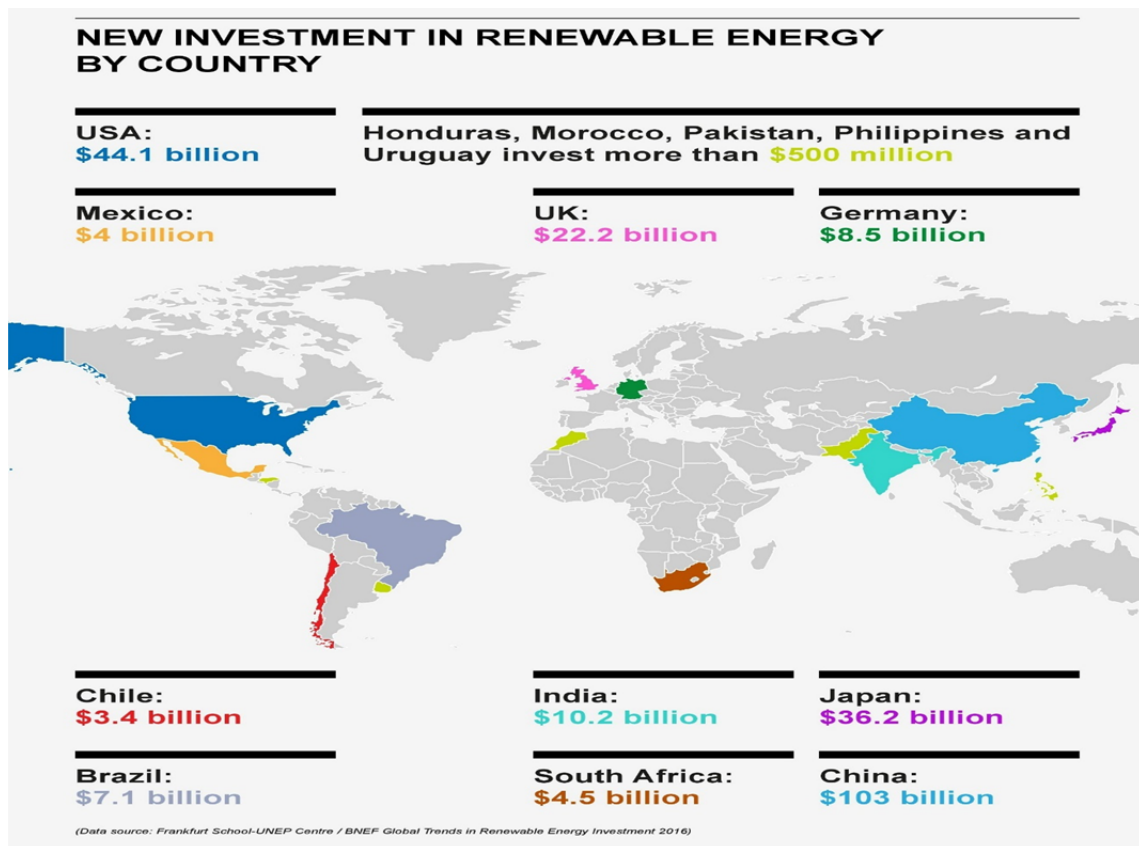 NEW INVESTMENT IN RENEWABLE ENERGY
BY COUNTRY
USA:
$44.1 billion
Honduras, Morocco, Pakistan, Philippines and
Uruguay invest more than $500 million
Mexico:
$4 billion
UK:
$22.2 billion
Germany:
$8.5 billion
Chile:
$3.4 billion
India:
$10.2 billion
Japan:
$36.2 billion
Brazil:
$7.1 billion
South Africa:
$4.5 billion
China:
$103 billion
(Data source: Frankfurt School-UNEP Centre / BNEF Global Trends in Renewable Energy Investment 2016)